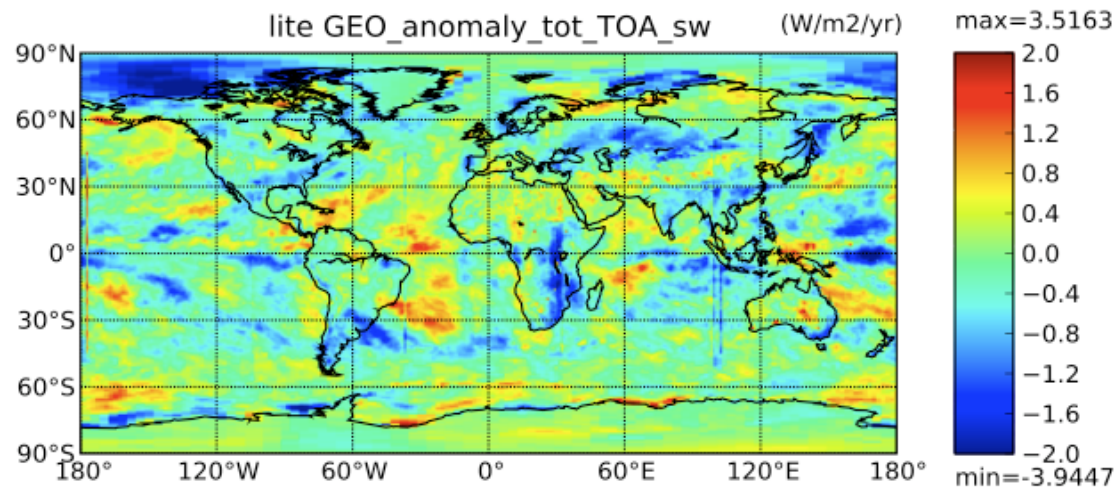 lite GEO_anomaly_tot_TOA_sw (W/m2/yr) max=3.5163
90°N
60°N
30°N
0°
30°S
60°S
90°S
180° 120°W 60°W 0° 60°E 120°E 180°
2.0
1.6
1.2
0.8
0.4
0.0
−0.4
−0.8
−1.2
−1.6
−2.0
min=-3.9447